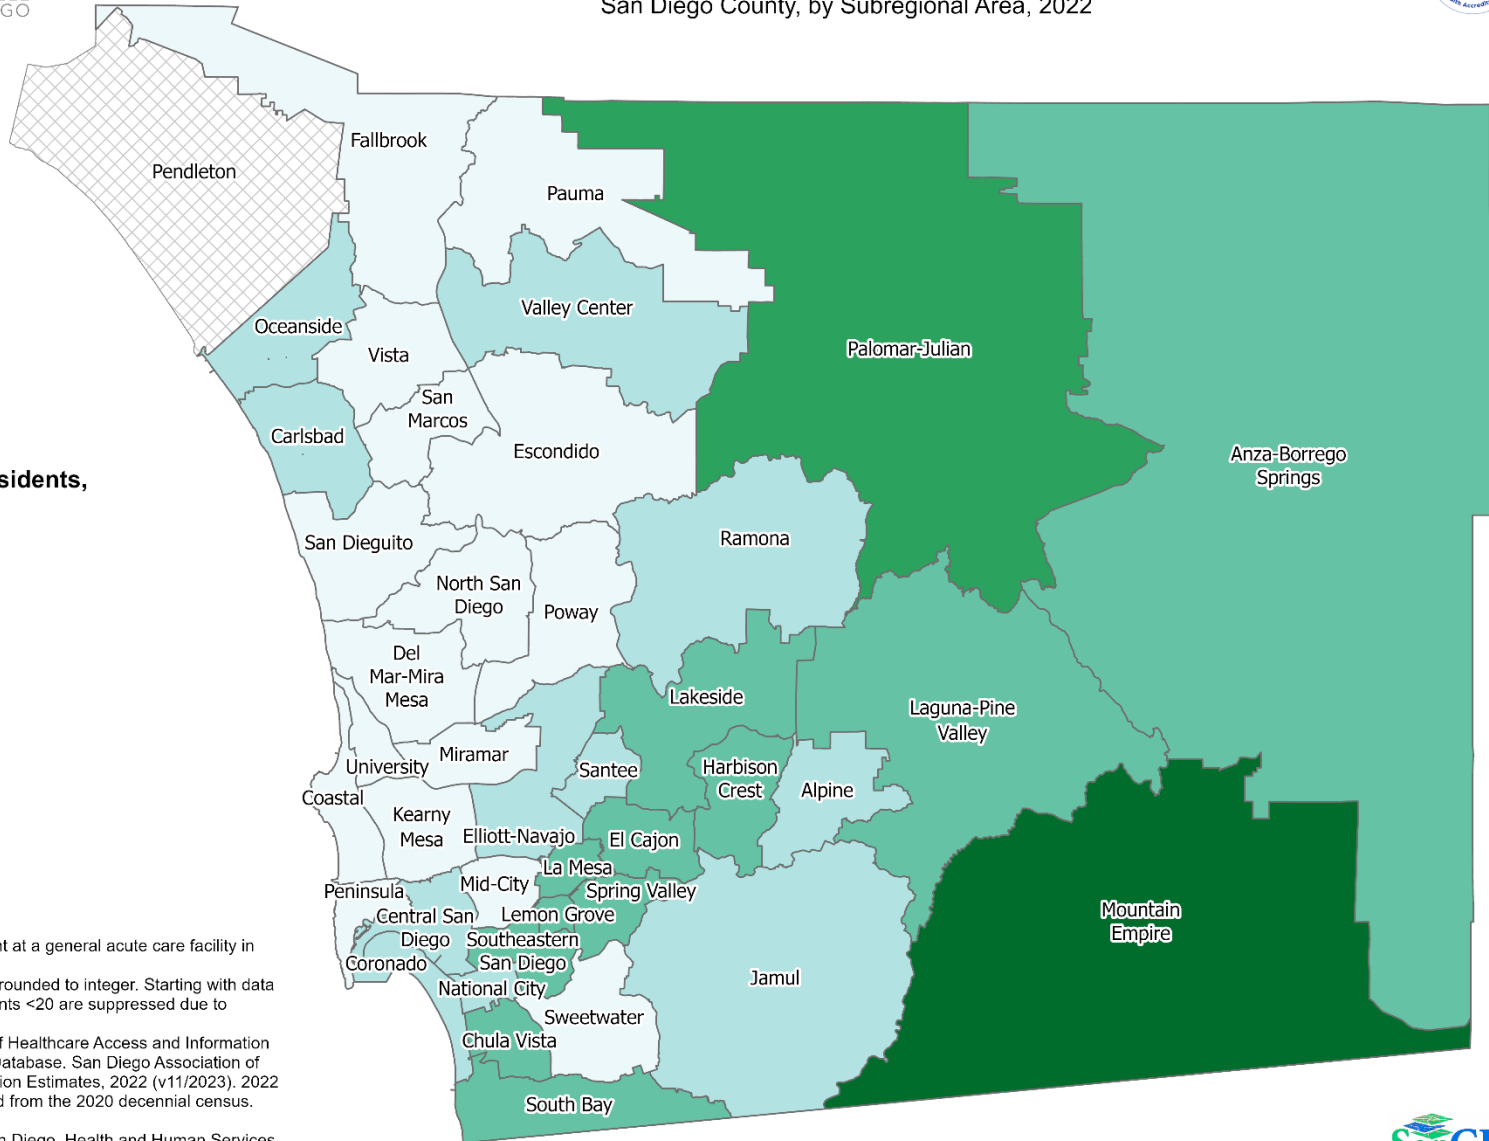 GO
San Diego County, by Subregional Area, 2022
Fallbrook
Pendleton
Pauma
Valley Center
Oceanside
Vista
Palomar-Julian
San
Marcos
Carlsbad
Escondido
Anza-Borrego
Springs
sidents,
San Dieguito
Ramona
North San
Diego
Poway
Del
Mar-Mira
Mesa
Lakeside
Laguna-Pine
Valley
Miramar
University
Santee
Harbison
Crest
Alpine
Coastal
Kearny
Mesa
Elliott-Navajo
El Cajon
La Mesa
Mid-City
Peninsula
Spring Valley
Central San
Diego
Lemon Grove
Mountain
Empire
Southeastern
San Diego
Coronado
Jamul
National City
Sweetwater
Chula Vista
South Bay
nt at a general acute care facility in
rounded to integer. Starting with data
nts <20 are suppressed due to
f Healthcare Access and Information
Database. San Diego Association of
ion Estimates, 2022 (v11/2023). 2022
d from the 2020 decennial census.
n Diego, Health and Human Services